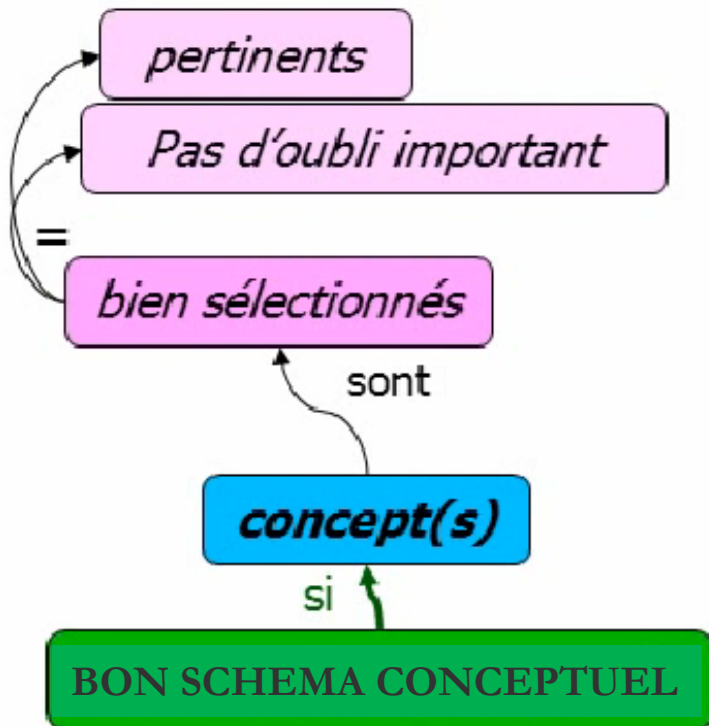 pertinents
Pas d'oubli important
=
bien sélectionnés
sont
concept(s)
si
BON SCHEMA CONCEPTUEL